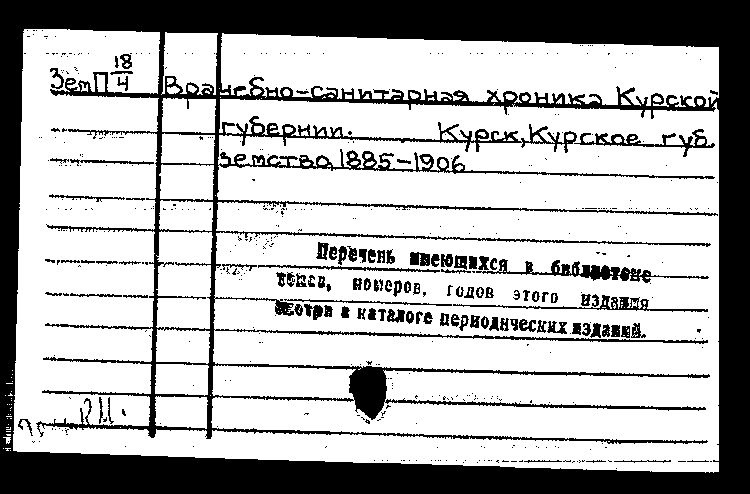 ЗемП 18/4 Врачебно-санитарная хроника Курской
губернии. Курск, Курское губ.
земство, 1885-1906
Перечень имеющихся в библиотеке
томов, номеров, годов этого издания
смотри в каталоге периодических изданий.